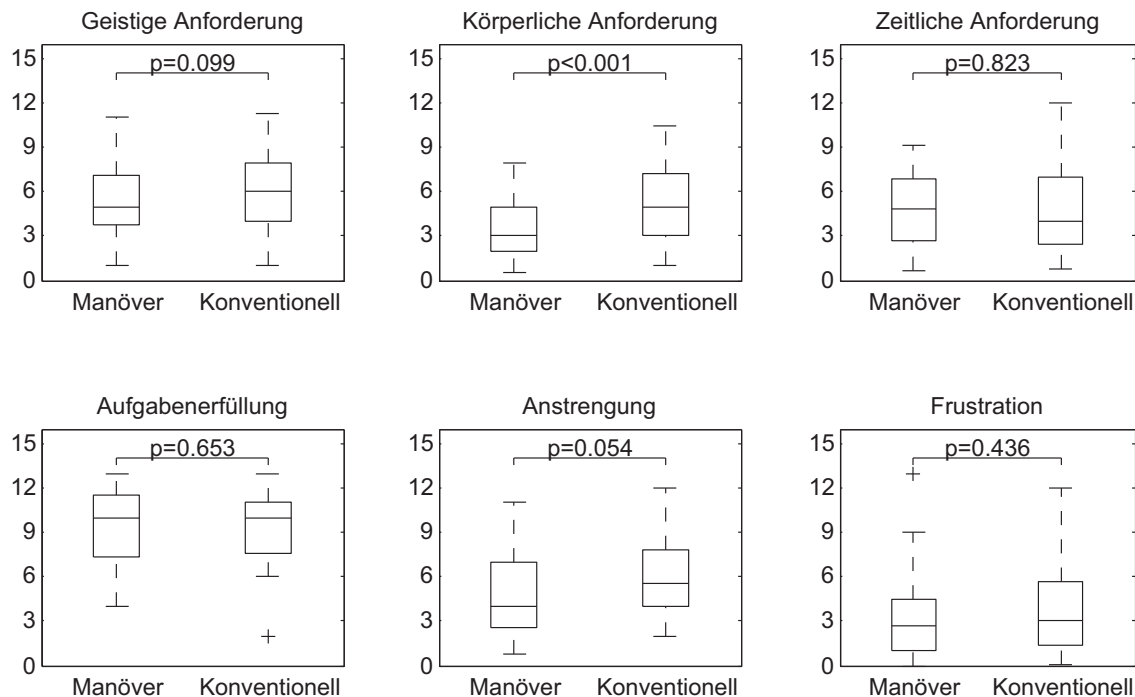 Geistige Anforderung
15
12
9
6
3
0
p=0.099
Manöver Konventionell
Körperliche Anforderung
15
12
9
6
3
0
p<0.001
Manöver Konventionell
Zeitliche Anforderung
15
12
9
6
3
0
p=0.823
Manöver Konventionell
Aufgabenerfüllung
15
12
9
6
3
0
p=0.653
Manöver Konventionell
Anstrengung
15
12
9
6
3
0
p=0.054
Manöver Konventionell
Frustration
15
12
9
6
3
0
p=0.436
Manöver Konventionell